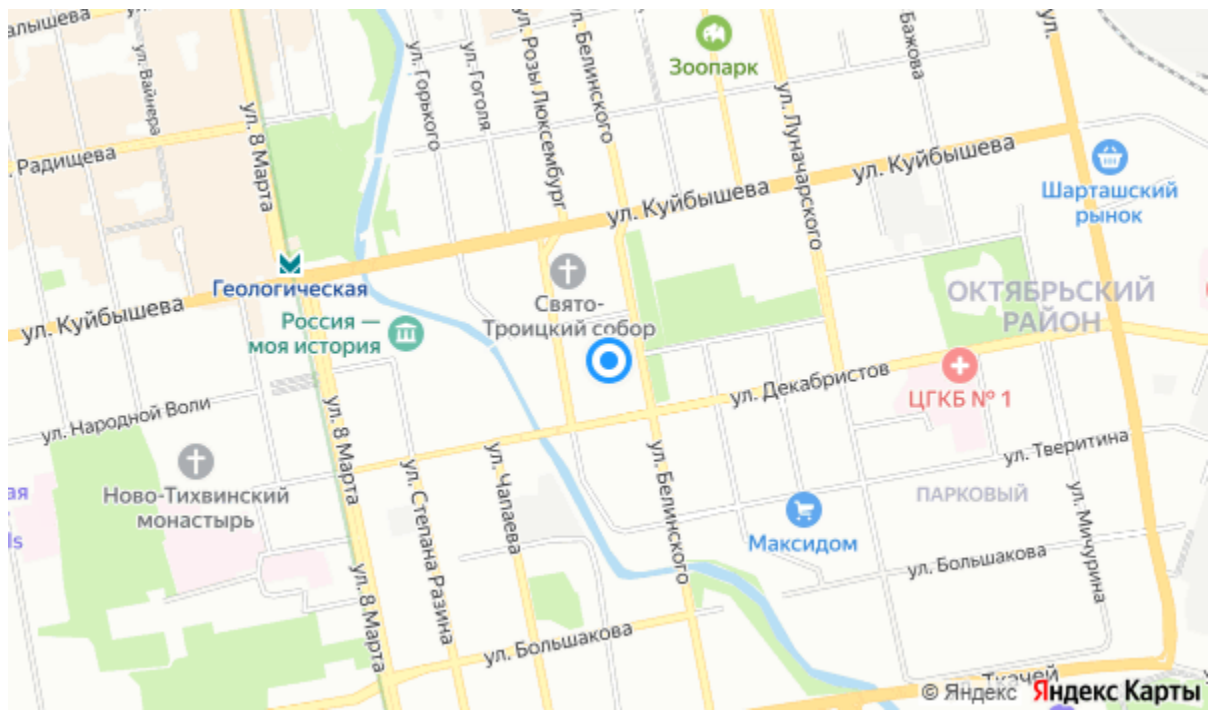 алышева
ул. Вайнера
ул. Горького
ул. Гоголя
ул. Розы Люксембург
ул. Белинского
Зоопарк
Бажова
ул.
ул. Луначарского
ул. 8 Марта
Радищева
ул. Куйбышева
ул. Куйбышева
Шарташский
рынок
Геологическая
ул. Куйбышева
Россия —
моя история
Свято-
Троицкий собор
ОКТЯБРЬСКИЙ
РАЙОН
ул. Декабристов
ЦГКБ № 1
ул. Народной Воли
ул. 8 Марта
Ново-Тихвинский
монастырь
ая
ls
ул. Степана Разина
ул. Чапаева
ул. Белинского
ул. Тверитина
ПАРКОВЫЙ
Максидом
ул. Мичурина
ул. Большакова
ул. 8 Марта
ул. Большакова
Ткачей
© Яндекс Яндекс Карты